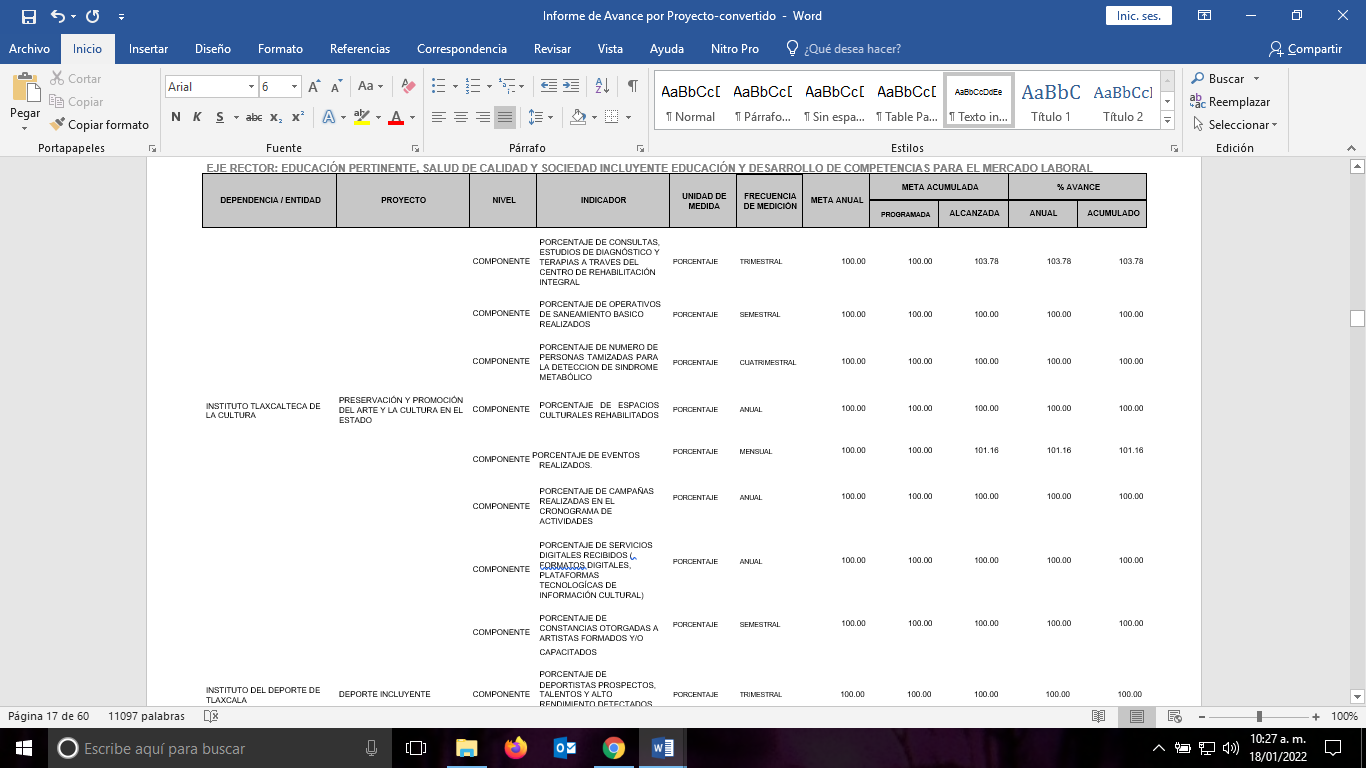 Informe de Avance por Proyecto-convertido - Word
Inic. ses.
Archivo Inicio Insertar Diseño Formato Referencias Correspondencia Revisar Vista Ayuda Nitro Pro ¿Qué desea hacer? Compartir
Pegar
Cortar
Copiar
Copiar formato
Portapapeles
Arial 6
N K S abc x₂ x²
Fuente
Párrafo
AaBbCcD AaBbCcD AaBbCcD AaBbCcD AaBbCcDdEe AaBbC AaBbCcI
¶ Normal ¶ Párrafo... ¶ Sin espa... ¶ Table Pa... ¶ Texto in... Título 1 Título 2
Estilos
Buscar
Reemplazar
Seleccionar
Edición
EJE RECTOR: EDUCACIÓN PERTINENTE, SALUD DE CALIDAD Y SOCIEDAD INCLUYENTE EDUCACIÓN Y DESARROLLO DE COMPETENCIAS PARA EL MERCADO LABORAL
DEPENDENCIA / ENTIDAD
PROYECTO
NIVEL
INDICADOR
UNIDAD DE
MEDIDA
FRECUENCIA
DE MEDICIÓN
META ANUAL
META ACUMULADA
% AVANCE
PROGRAMADA
ALCANZADA
ANUAL
ACUMULADO
COMPONENTE
PORCENTAJE DE CONSULTAS,
ESTUDIOS DE DIAGNÓSTICO Y
TERAPIAS A TRAVES DEL
CENTRO DE REHABILITACIÓN
INTEGRAL
PORCENTAJE TRIMESTRAL 100.00 100.00 103.78 103.78 103.78
COMPONENTE
PORCENTAJE DE OPERATIVOS
DE SANEAMIENTO BASICO
REALIZADOS
PORCENTAJE SEMESTRAL 100.00 100.00 100.00 100.00 100.00
COMPONENTE
PORCENTAJE DE NUMERO DE
PERSONAS TAMIZADAS PARA
LA DETECCION DE SINDROME
METABÓLICO
PORCENTAJE CUATRIMESTRAL 100.00 100.00 100.00 100.00 100.00
INSTITUTO TLAXCALTECA DE
LA CULTURA
PRESERVACIÓN Y PROMOCIÓN
DEL ARTE Y LA CULTURA EN EL
ESTADO
COMPONENTE
PORCENTAJE DE ESPACIOS
CULTURALES REHABILITADOS
PORCENTAJE ANUAL 100.00 100.00 100.00 100.00 100.00
COMPONENTE
PORCENTAJE DE EVENTOS
REALIZADOS.
PORCENTAJE MENSUAL 100.00 100.00 101.16 101.16 101.16
COMPONENTE
PORCENTAJE DE CAMPAÑAS
REALIZADAS EN EL
CRONOGRAMA DE
ACTIVIDADES
PORCENTAJE ANUAL 100.00 100.00 100.00 100.00 100.00
COMPONENTE
PORCENTAJE DE SERVICIOS
DIGITALES RECIBIDOS (
FORMATOS DIGITALES,
PLATAFORMAS
TECNOLOGÍCAS DE
INFORMACIÓN CULTURAL)
PORCENTAJE ANUAL 100.00 100.00 100.00 100.00 100.00
COMPONENTE
PORCENTAJE DE
CONSTANCIAS OTORGADAS A
ARTISTAS FORMADOS Y/O
CAPACITADOS
PORCENTAJE SEMESTRAL 100.00 100.00 100.00 100.00 100.00
INSTITUTO DEL DEPORTE DE
TLAXCALA
DEPORTE INCLUYENTE
COMPONENTE
PORCENTAJE DE
DEPORTISTAS PROSPECTOS,
TALENTOS Y ALTO
RENDIMIENTO DETECTADOS
PORCENTAJE TRIMESTRAL 100.00 100.00 100.00 100.00 100.00
Página 17 de 60 11097 palabras 100%
Escribe aquí para buscar
10:27 a. m.
18/01/2022